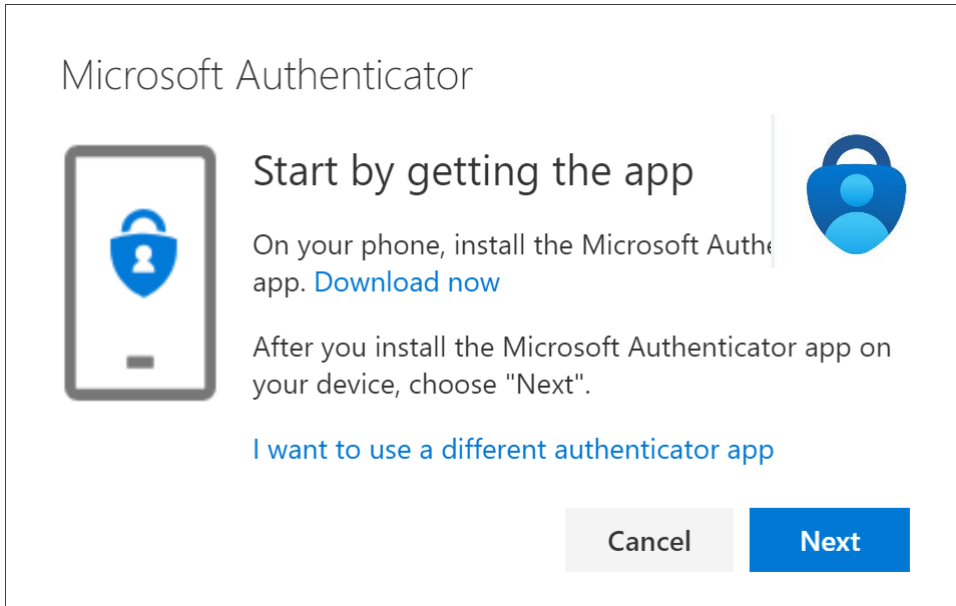 Microsoft Authenticator
Start by getting the app
On your phone, install the Microsoft
app. Download now
After you install the Microsoft Authenticator app on
your device, choose "Next".
I want to use a different authenticator app
Cancel
Next